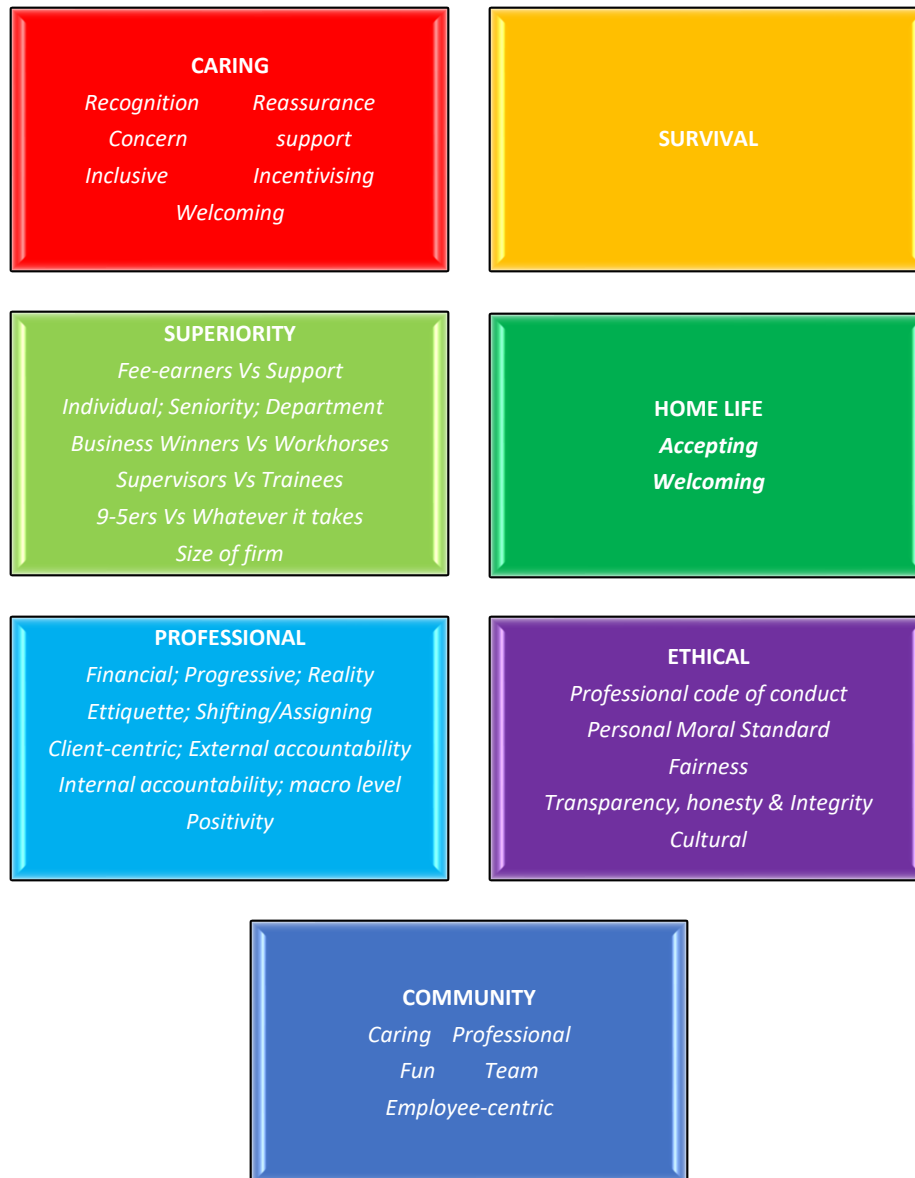 CARING
Recognition Reassurance
Concern support
Inclusive Incentivising
Welcoming
SURVIVAL
SUPERIORITY
Fee-earners Vs Support
Individual; Seniority; Department
Business Winners Vs Workhorses
Supervisors Vs Trainees
9-5ers Vs Whatever it takes
Size of firm
HOME LIFE
Accepting
Welcoming
PROFESSIONAL
Financial; Progressive; Reality
Ettiquette; Shifting/Assigning
Client-centric; External accountability
Internal accountability; macro level
Positivity
ETHICAL
Professional code of conduct
Personal Moral Standard
Fairness
Transparency, honesty & Integrity
Cultural
COMMUNITY
Caring Professional
Fun Team
Employee-centric